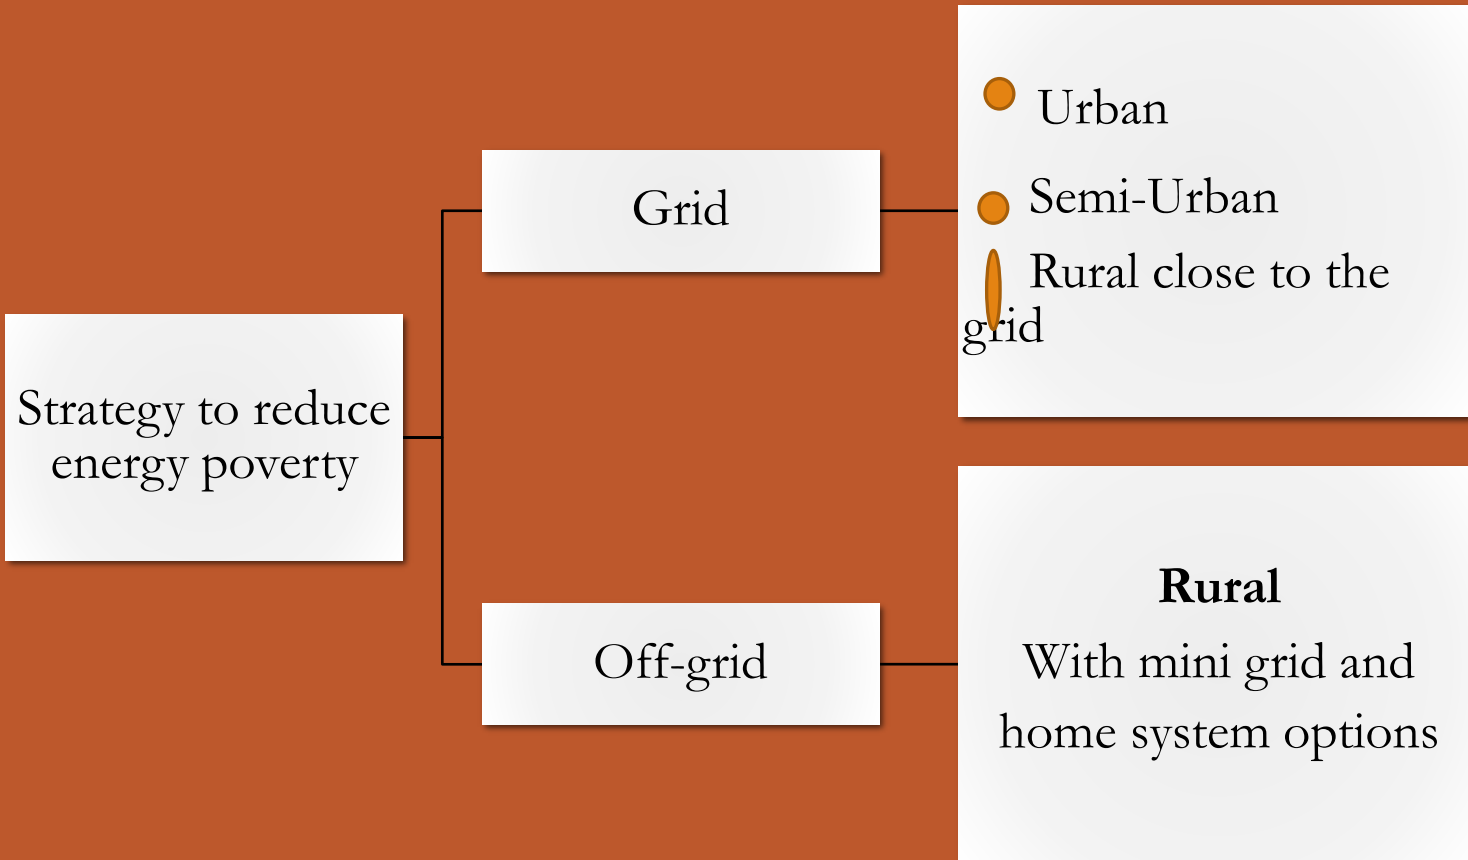 Strategy to reduce
energy poverty
Grid
Urban
Semi-Urban
Rural close to the
grid
Off-grid
Rural
With mini grid and
home system options